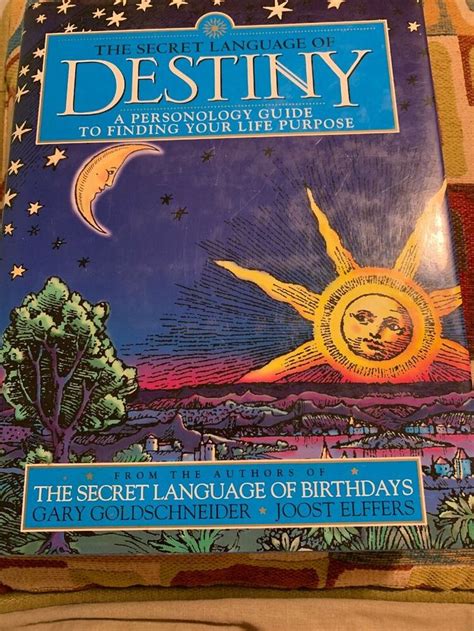 THE SECRET LANGUAGE OF
DESTINY
A PERSONOLOGY GUIDE
TO FINDING YOUR LIFE PURPOSE
FROM THE AUTHORS OF
THE SECRET LANGUAGE OF BIRTHDAYS
GARY GOLDSCHNEIDER ★ JOOST ELFFERS